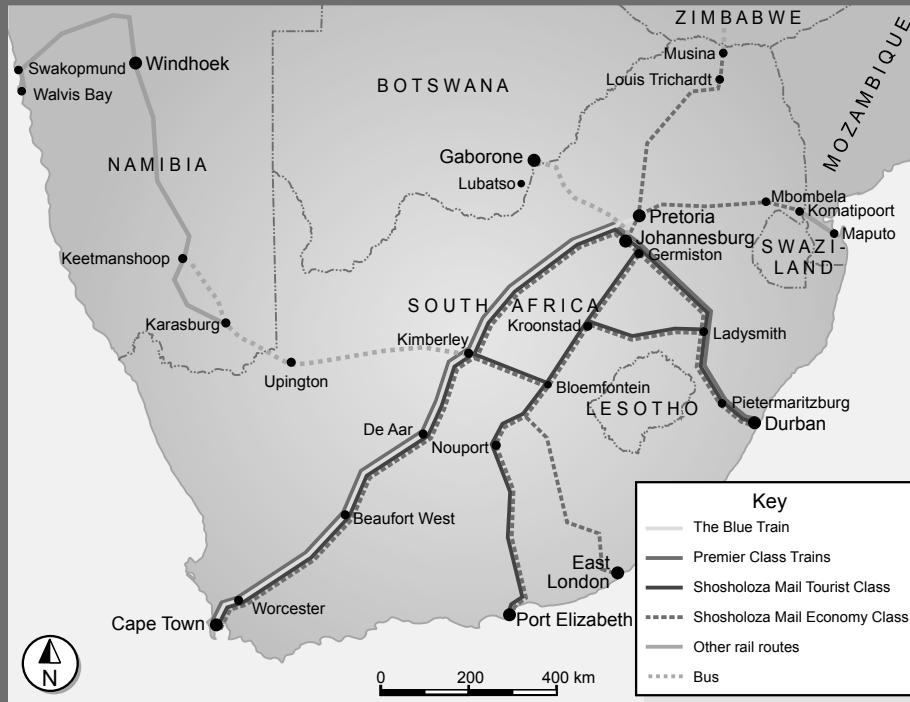 ZIMBABWE
Musina
Louis Trichardt
MOZAMBIQUE
Swakopmund
Windhoek
Walvis Bay
BOTSWANA
NAMIBIA
Gaborone
Lubatso
Mbombela
Komatipoort
Pretoria
Maputo
Johannesburg
Germiston
SWAZI-
LAND
Keetmanshoop
Karasburg
SOUTH AFRICA
Kroonstad
Ladysmith
Kimberley
Upington
Bloemfontein
LESOTHO
Pietermaritzburg
Durban
De Aar
Nouport
Beaufort West
East
London
Worcester
Cape Town
Port Elizabeth
N
0 200 400 km
Key
The Blue Train
Premier Class Trains
Shosholoza Mail Tourist Class
Shosholoza Mail Economy Class
Other rail routes
Bus